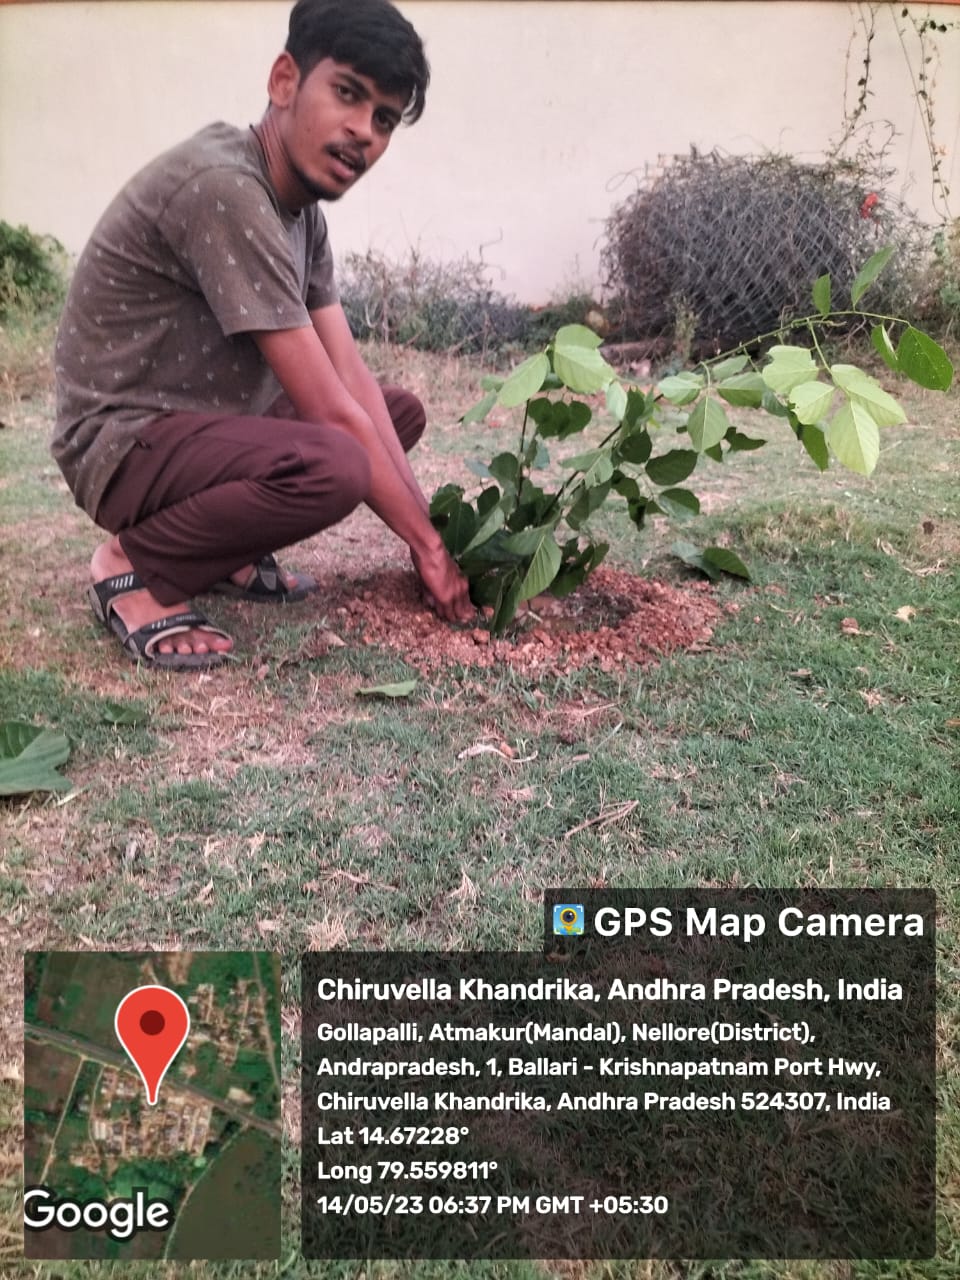 GPS Map Camera
Chiruvella Khandrika, Andhra Pradesh, India
Gollapalli, Atmakur(Mandal), Nellore(District),
Andrapradesh, 1, Ballari - Krishnapatnam Port Hwy,
Chiruvella Khandrika, Andhra Pradesh 524307, India
Lat 14.67228°
Long 79.559811°
14/05/23 06:37 PM GMT +05:30
Google